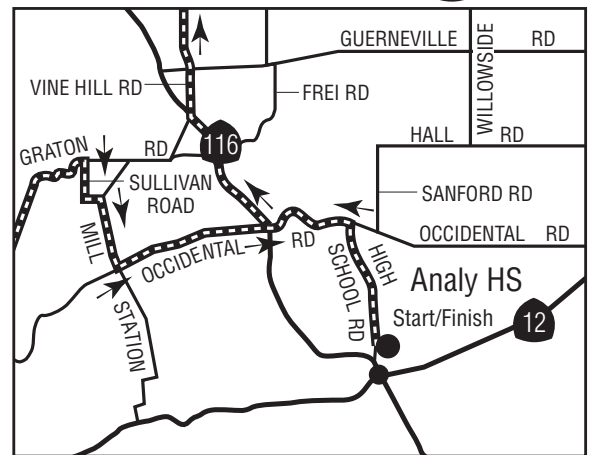 GUERNEVILLE RD
WILLOWSIDE
VINE HILL RD
FREI RD
HALL RD
GRATON RD
116
SULLIVAN
ROAD
SANFORD RD
MILL STATION
OCCIDENTAL RD
OCCIDENTAL RD
HIGH
SCHOOL RD
Analy HS
Start/Finish
12